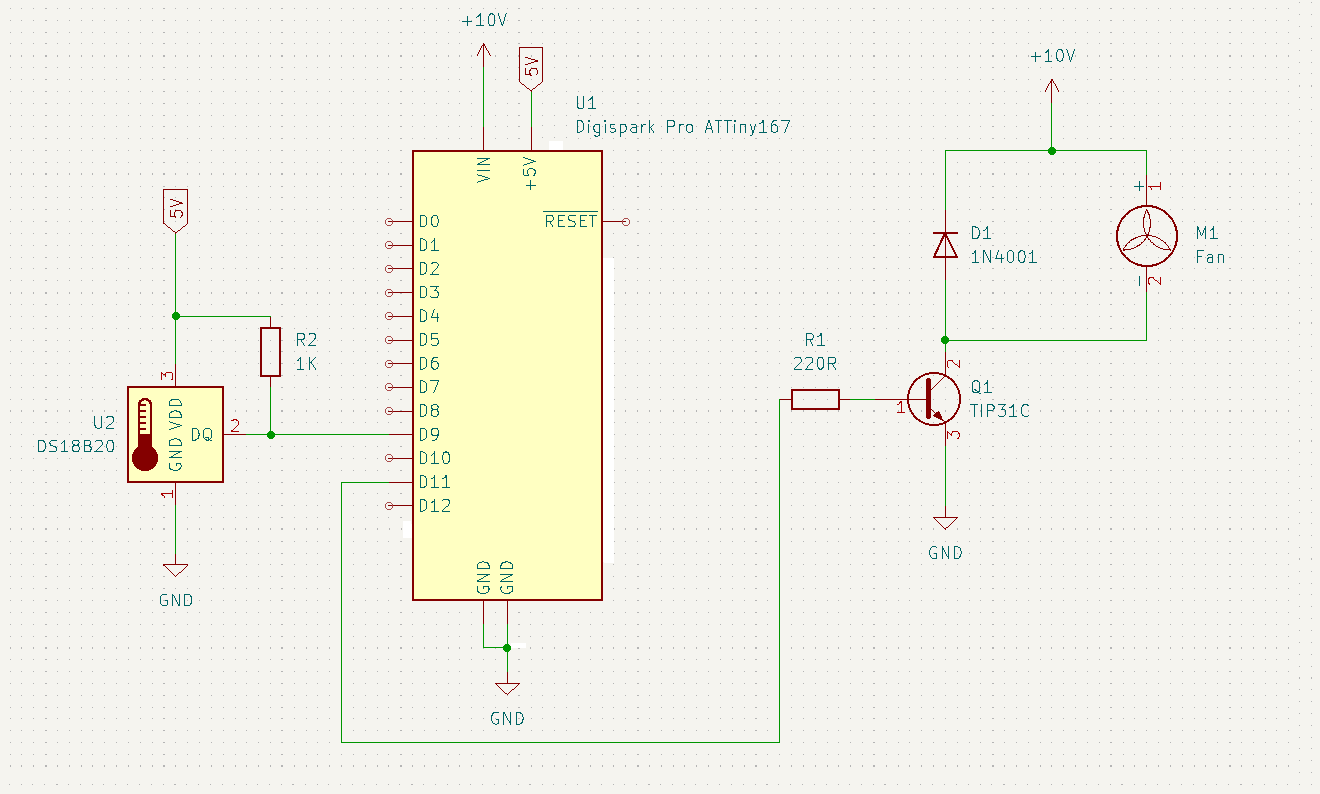 +10V
5V
U1
Digispark Pro ATTiny167
VIN
+5V
+10V
5V
D0
RESET
D1
D2
D3
D4
D5
D6
D7
D8
D9
D10
D11
D12
GND
GND
GND
R2
1K
3
U2
DS18B20
GND VDD
DQ
2
1
GND
+
1
D1
1N4001
M1
Fan
−
2
R1
220R
2
Q1
TIP31C
1
3
GND